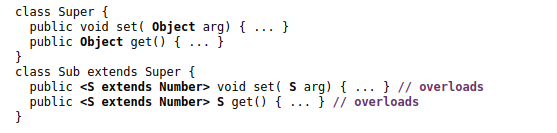 class Super {
  public void set( Object arg) { ... }
  public Object get() { ... }
}
class Sub extends Super {
  public <S extends Number> void set( S arg) { ... } // overloads
  public <S extends Number> S get() { ... } // overloads
}